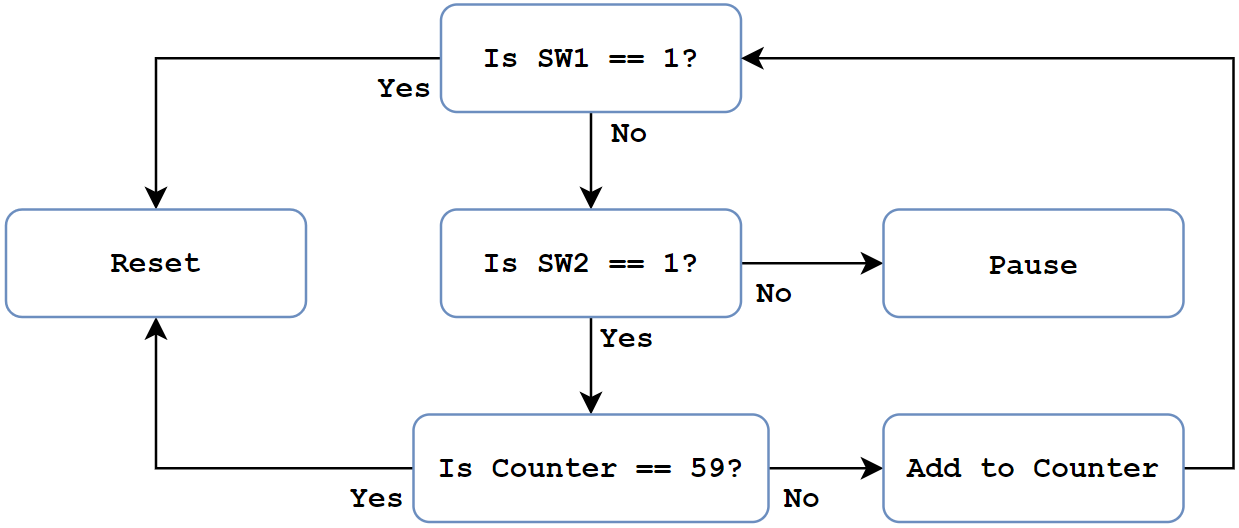 Is SW1 == 1?
Yes
No
Reset
Is SW2 == 1?
Pause
No
Yes
Is Counter == 59?
Add to Counter
Yes
No